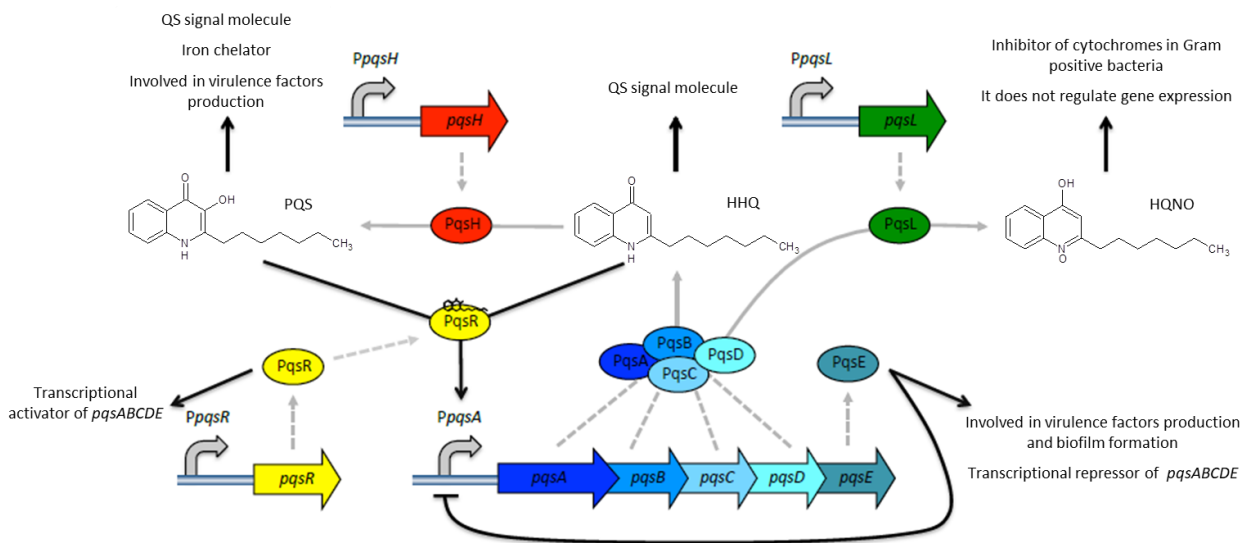 QS signal molecule
Iron chelator
Involved in virulence factors
production
PpqsH
pqsH
QS signal molecule
PpqsL
pqsL
Inhibitor of cytochromes in Gram
positive bacteria
It does not regulate gene expression
O
OH
N
H
CH3
PQS
PqsH
O
N
H
CH3
HHQ
PqsL
OH
N
O
CH3
HQNO
PqsR
PqsR
Transcriptional
activator of pqsABCDE
PpqsR
pqsR
PpqsA
PqsA
PqsB
PqsC
PqsD
PqsE
pqsA
pqsB
pqsC
pqsD
pqsE
Involved in virulence factors production
and biofilm formation
Transcriptional repressor of pqsABCDE